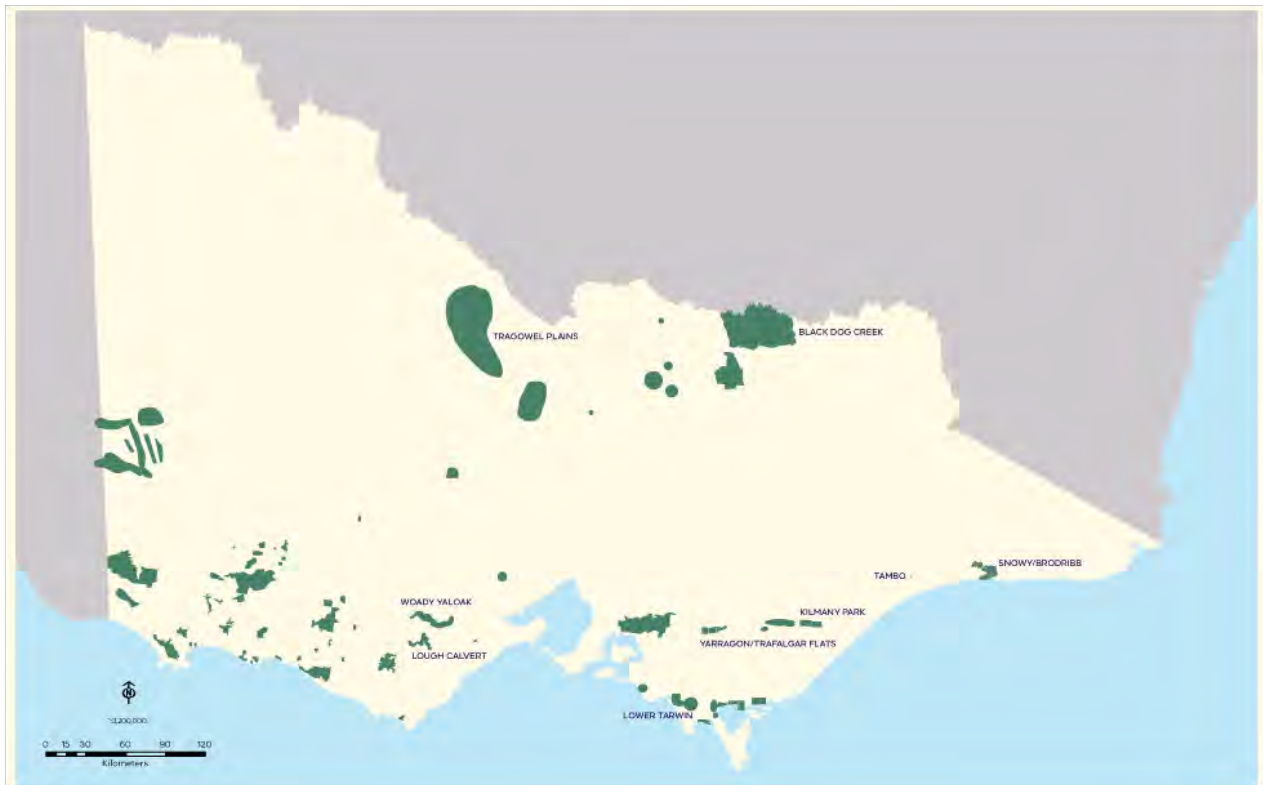 TRAGOWEL PLAINS
BLACK DOG CREEK
SNOWY/BRODRIBB
TAMBO
WOADY YALOAK
KILMANY PARK
YARRAGON/TRAFALGAR FLATS
LOUGH CALVERT
LOWER TARWIN
N
0 15 30 60 90 120
Kilometers